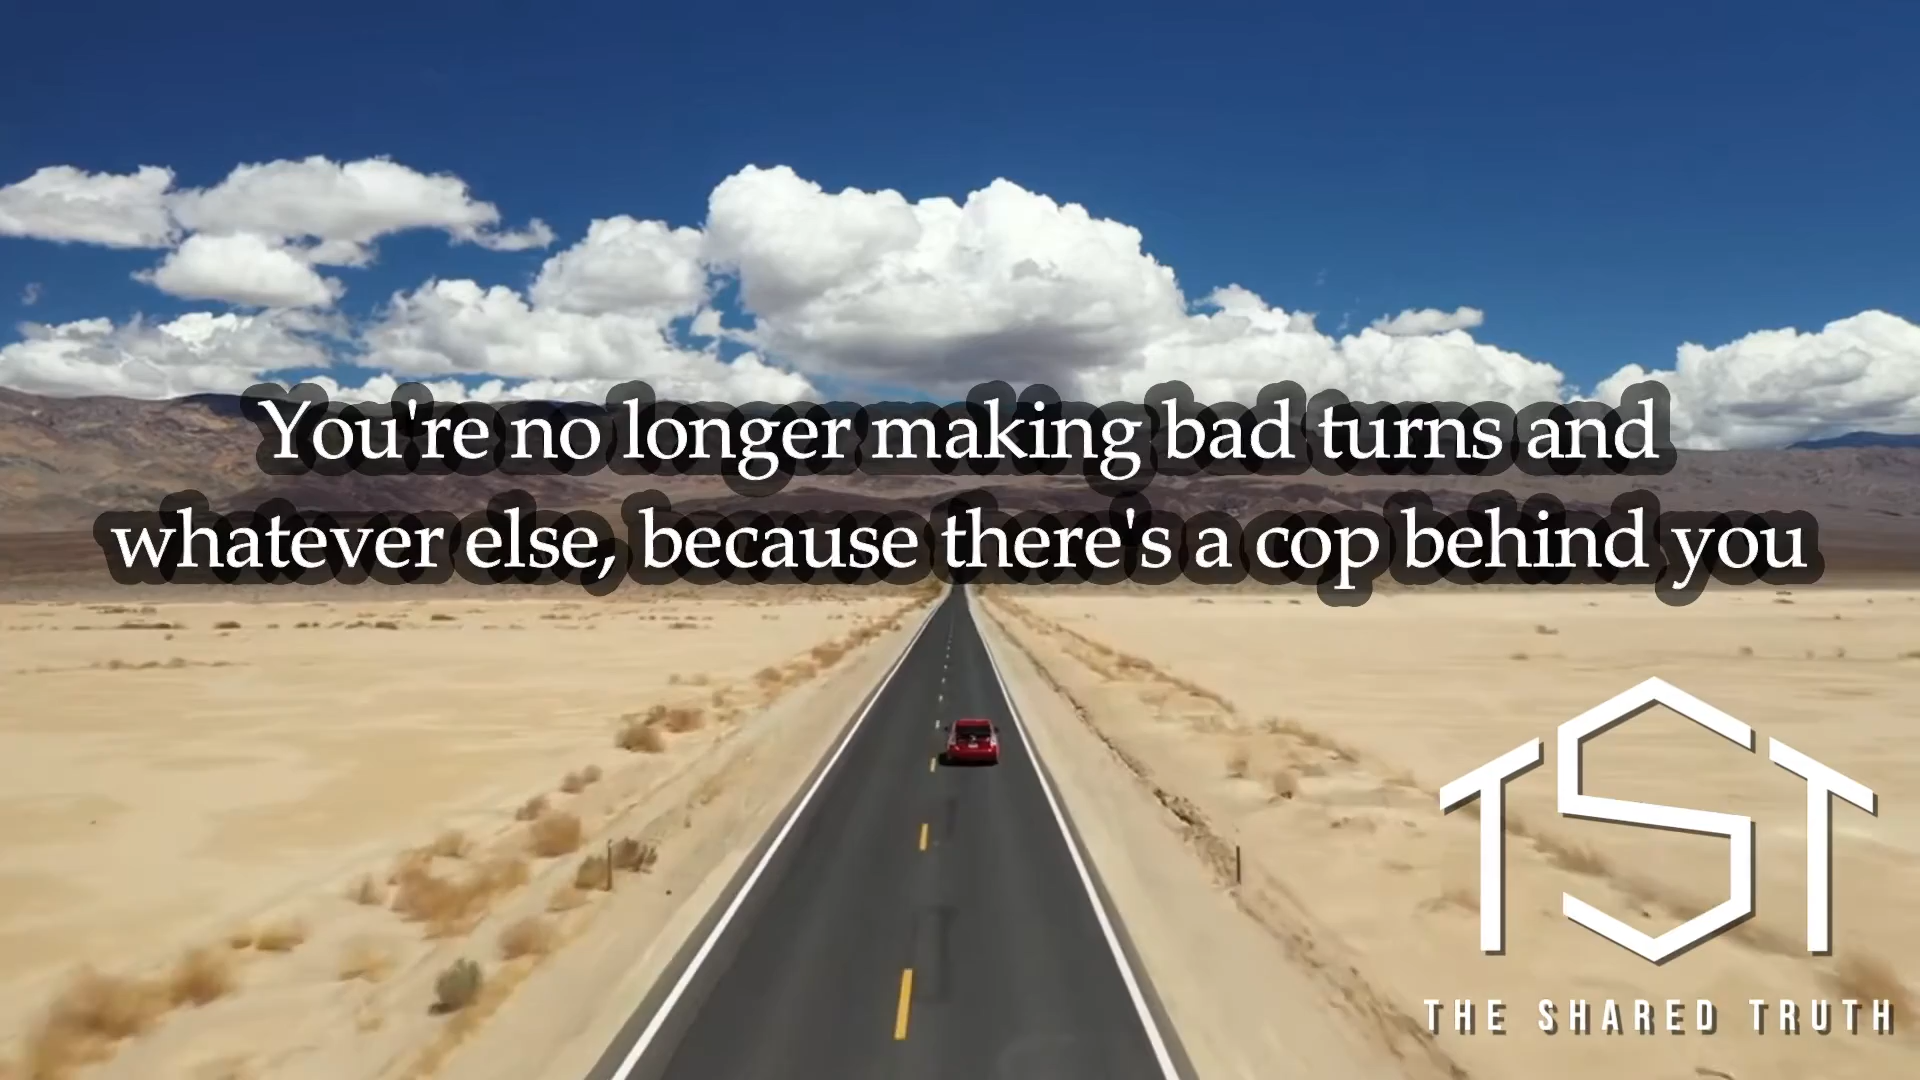 You're no longer making bad turns and
whatever else, because there's a cop behind you
TST
THE SHARED TRUTH